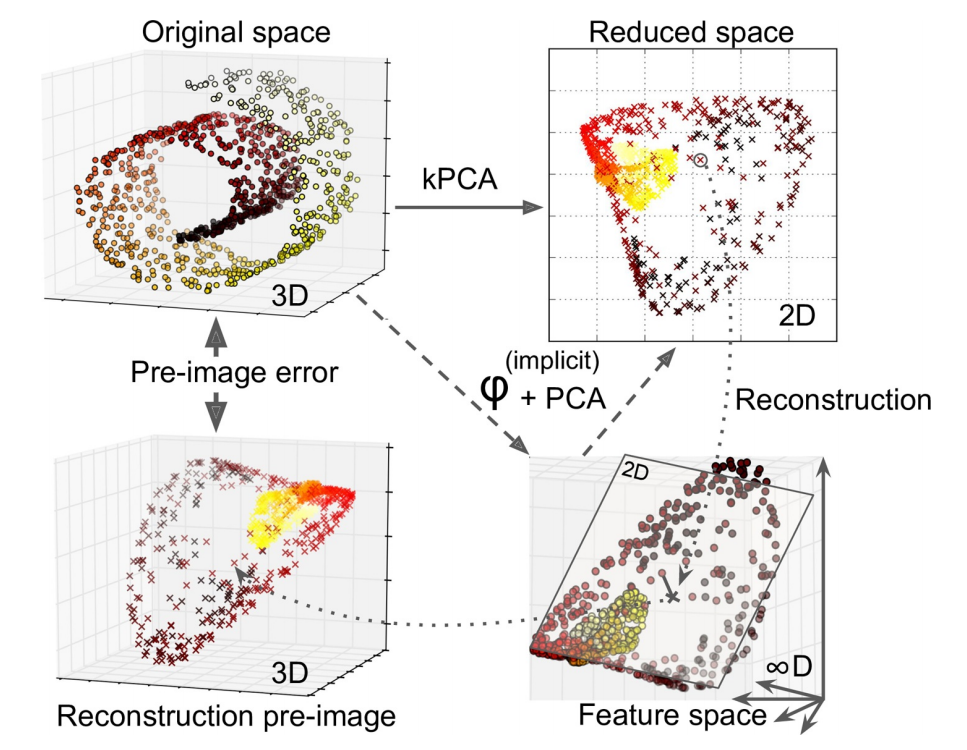 Original space
Reduced space
kPCA
3D
2D
Pre-image error
(implicit)
φ + PCA
Reconstruction
2D
3D
∞D
Reconstruction pre-image
Feature space